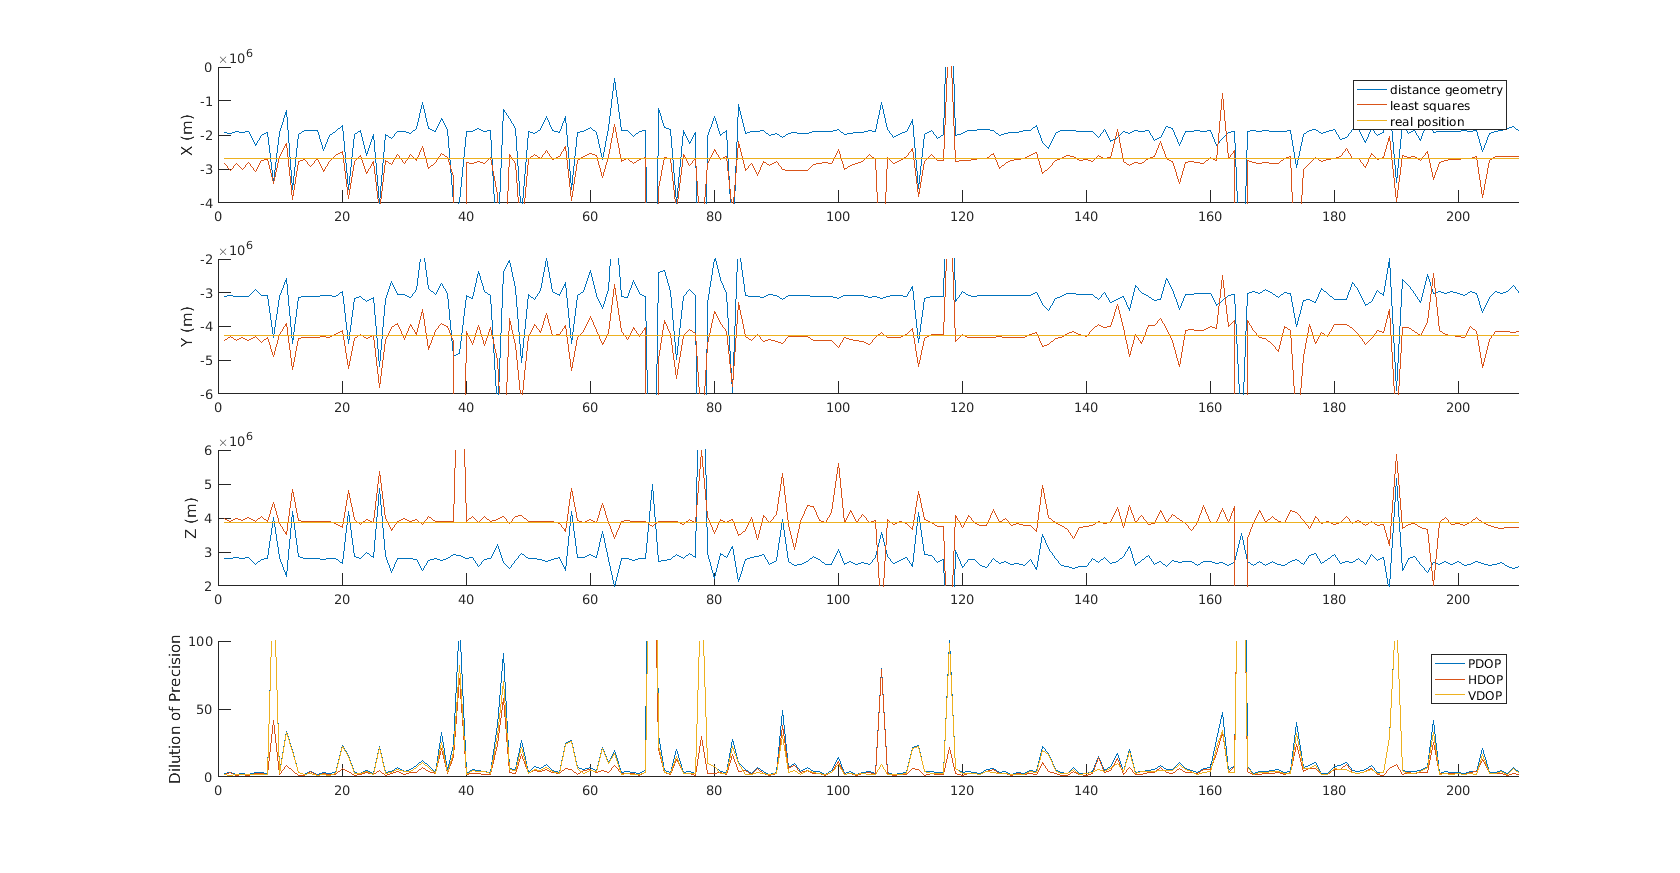 ×10^6
0
-1
-2
-3
-4
X (m)
0 20 40 60 80 100 120 140 160 180 200
distance geometry
least squares
real position
×10^6
-2
-3
-4
-5
-6
Y (m)
0 20 40 60 80 100 120 140 160 180 200
×10^6
6
5
4
3
2
Z (m)
0 20 40 60 80 100 120 140 160 180 200
100
50
0
Dilution of Precision
0 20 40 60 80 100 120 140 160 180 200
PDOP
HDOP
VDOP